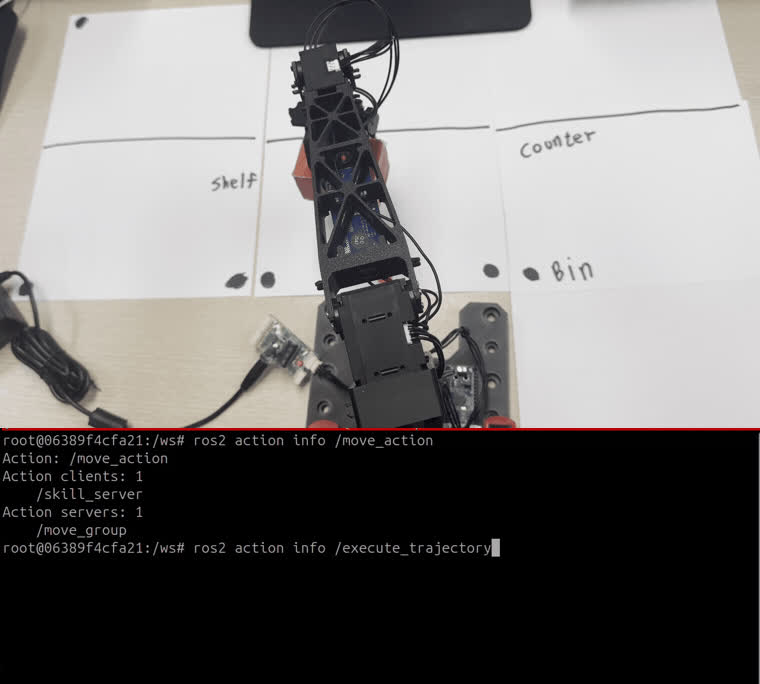 Shelf
Counter
Bin
root@06389f4cfa21:/ws# ros2 action info /move_action
Action: /move_action
Action clients: 1
    /skill_server
Action servers: 1
    /move_group
root@06389f4cfa21:/ws# ros2 action info /execute_trajectory